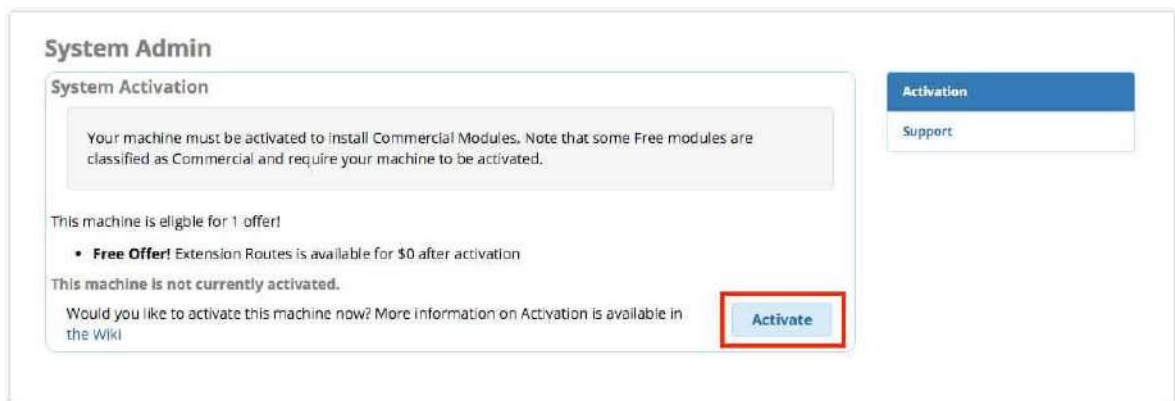 System Admin
System Activation
Your machine must be activated to install Commercial Modules. Note that some Free modules are
classified as Commercial and require your machine to be activated.
This machine is eligble for 1 offer!
• Free Offer! Extension Routes is available for $0 after activation
This machine is not currently activated.
Would you like to activate this machine now? More information on Activation is available in
the Wiki
Activate
Activation
Support